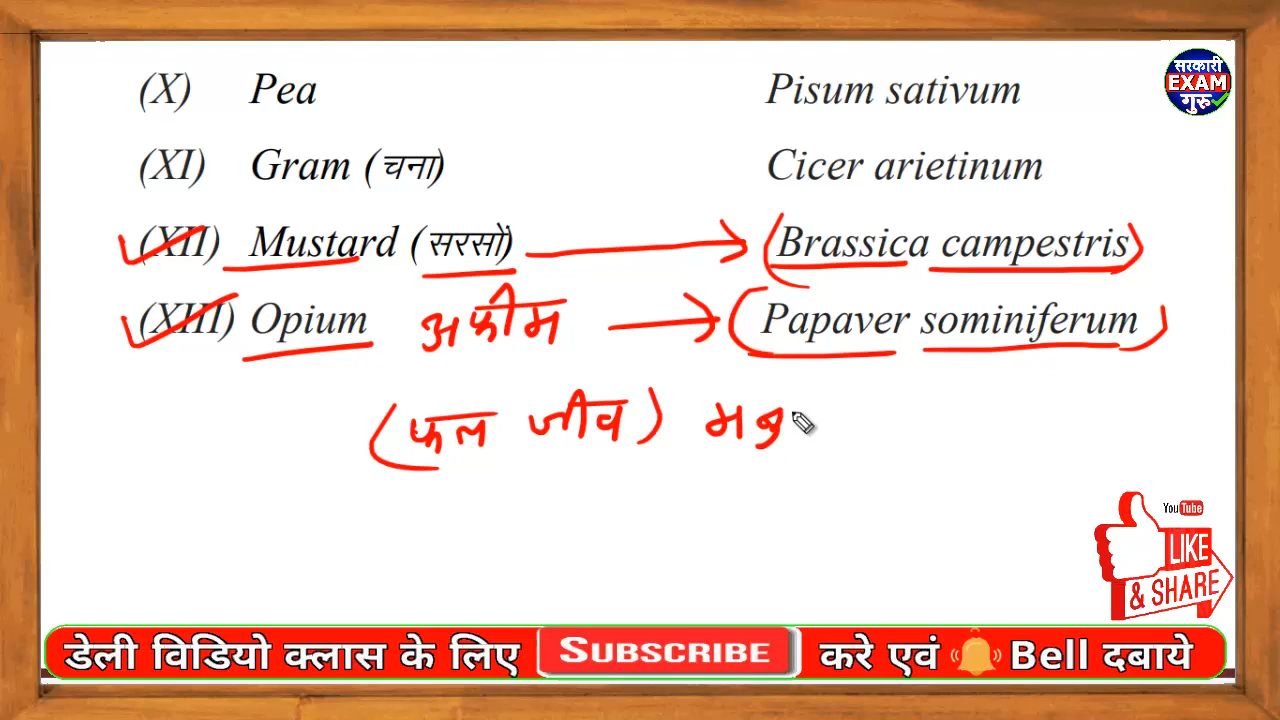 सरकारी
EXAM
गुरु
(X) Pea Pisum sativum
(XI) Gram (चना) Cicer arietinum
(XII) Mustard (सरसों) Brassica campestris
(XIII) Opium अफीम Papaver sominiferum
(फल जीव)
YouTube
LIKE
& SHARE
डेली विडियो क्लास के लिए SUBSCRIBE करे एवं Bell दबाये